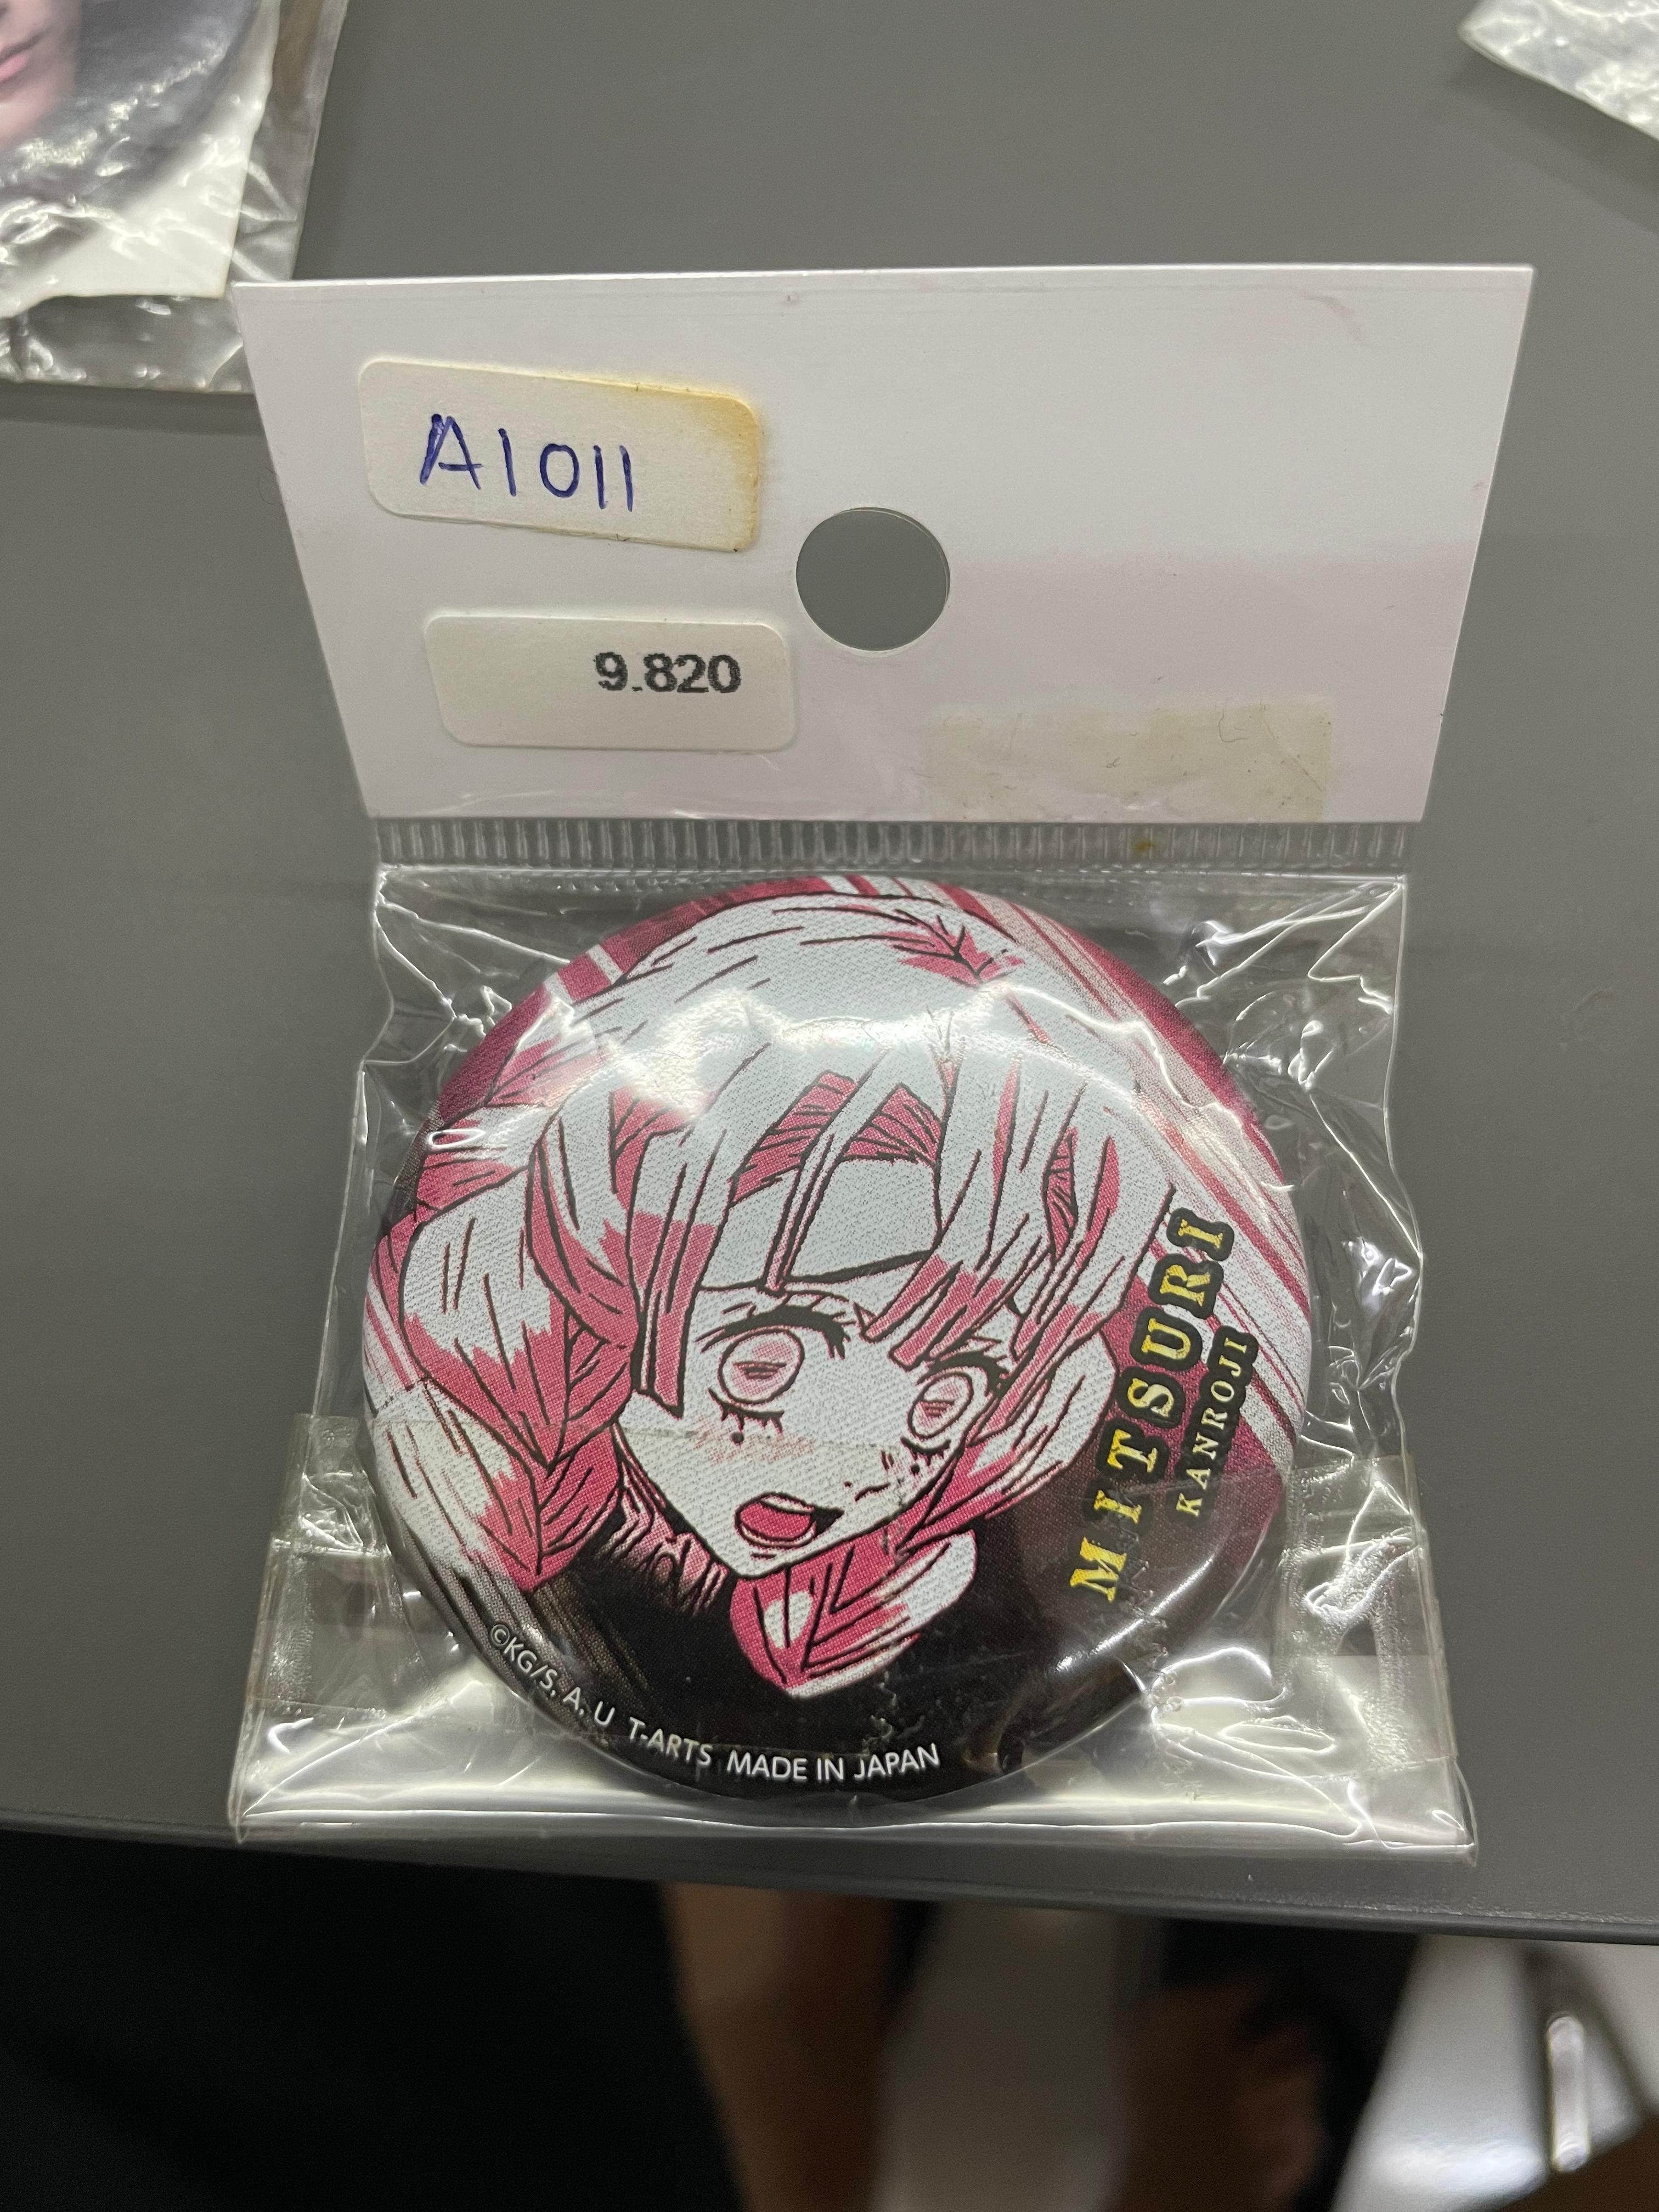 A1011
9.820
MITSURI
KANROJI
©KG/S, A, U T-ARTS MADE IN JAPAN